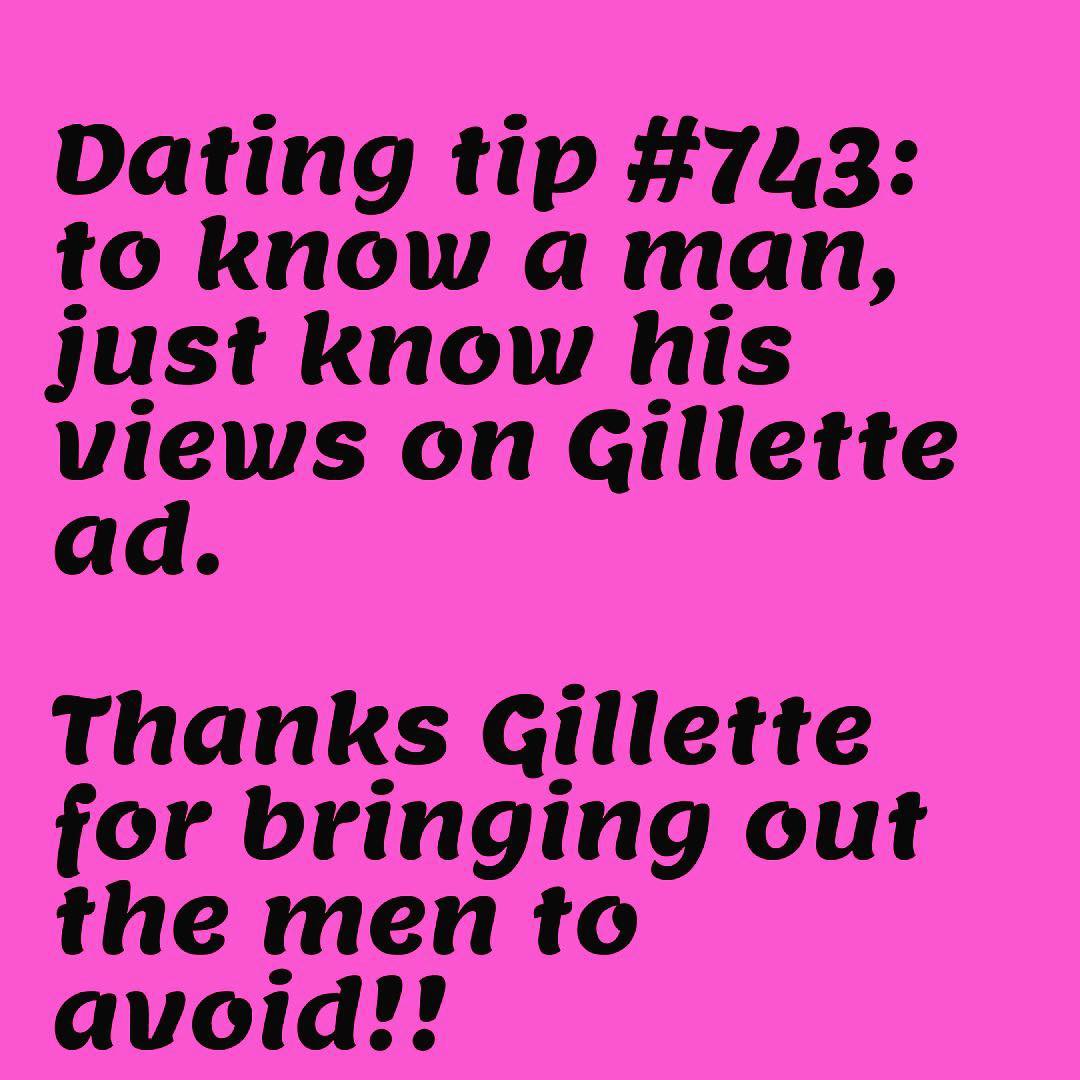 Dating tip #743:
to know a man,
just know his
views on Gillette
ad.
Thanks Gillette
for bringing out
the men to
avoid!!